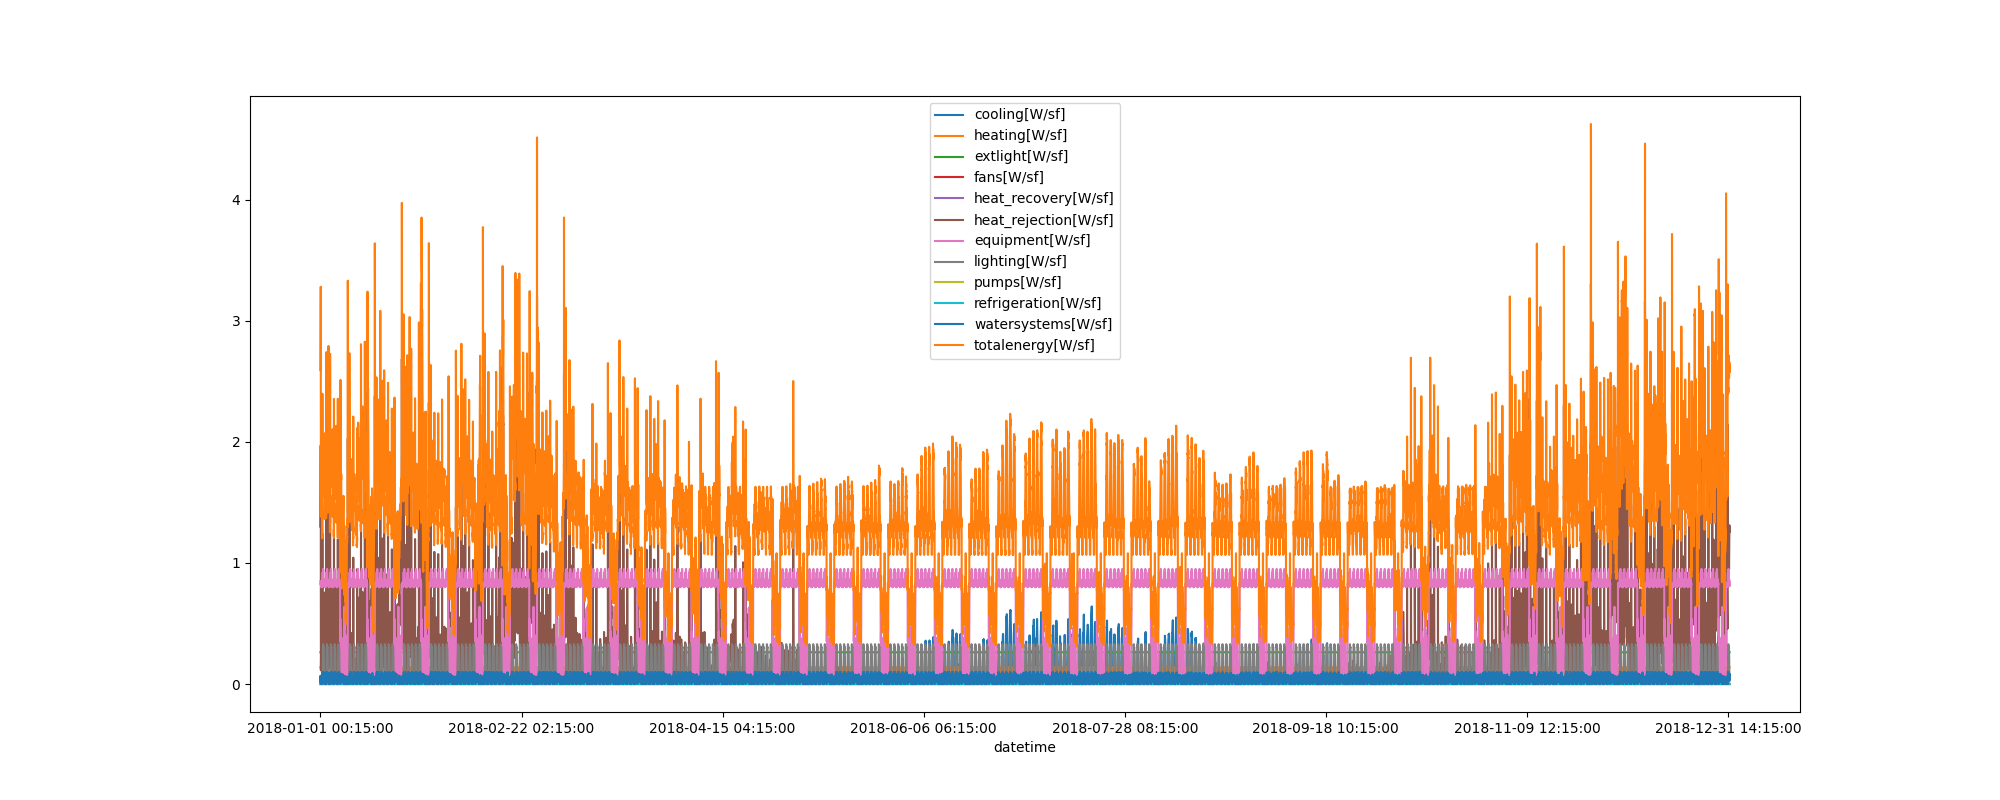 cooling[W/sf]
heating[W/sf]
extlight[W/sf]
fans[W/sf]
heat_recovery[W/sf]
heat_rejection[W/sf]
equipment[W/sf]
lighting[W/sf]
pumps[W/sf]
refrigeration[W/sf]
watersystems[W/sf]
totalenergy[W/sf]
4
3
2
1
0
2018-01-01 00:15:00 2018-02-22 02:15:00 2018-04-15 04:15:00 2018-06-06 06:15:00 2018-07-28 08:15:00 2018-09-18 10:15:00 2018-11-09 12:15:00 2018-12-31 14:15:00
datetime